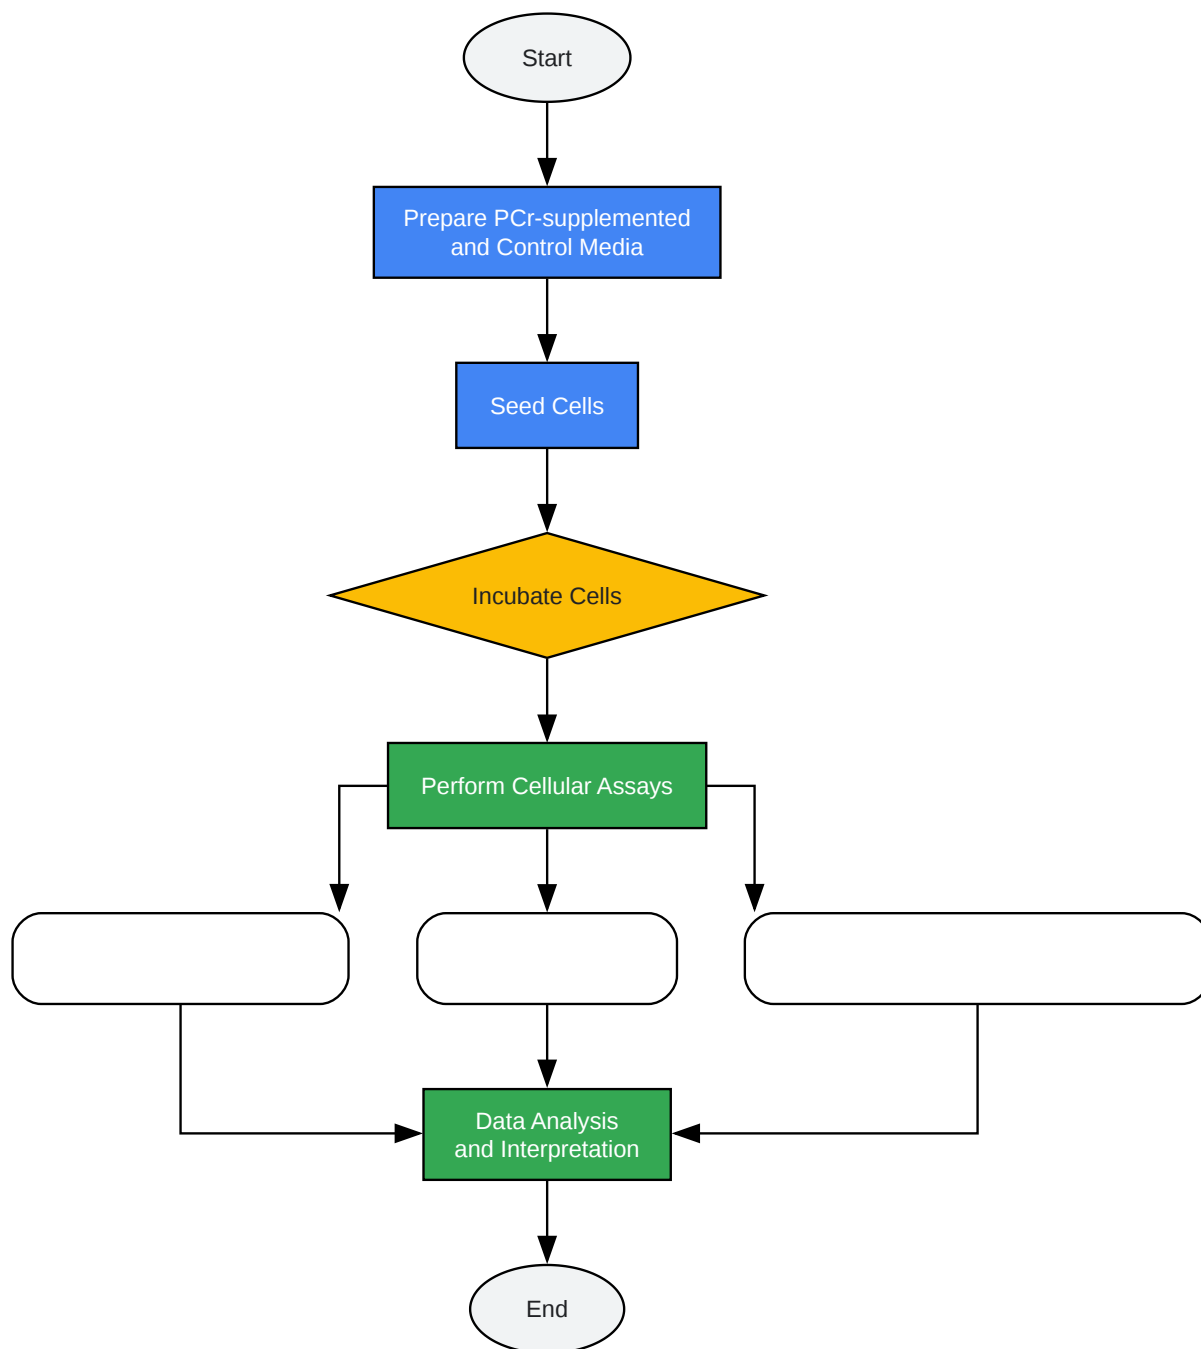 Start
Prepare PCr-supplemented
and Control Media
Seed Cells
Incubate Cells
Perform Cellular Assays
Data Analysis
and Interpretation
End